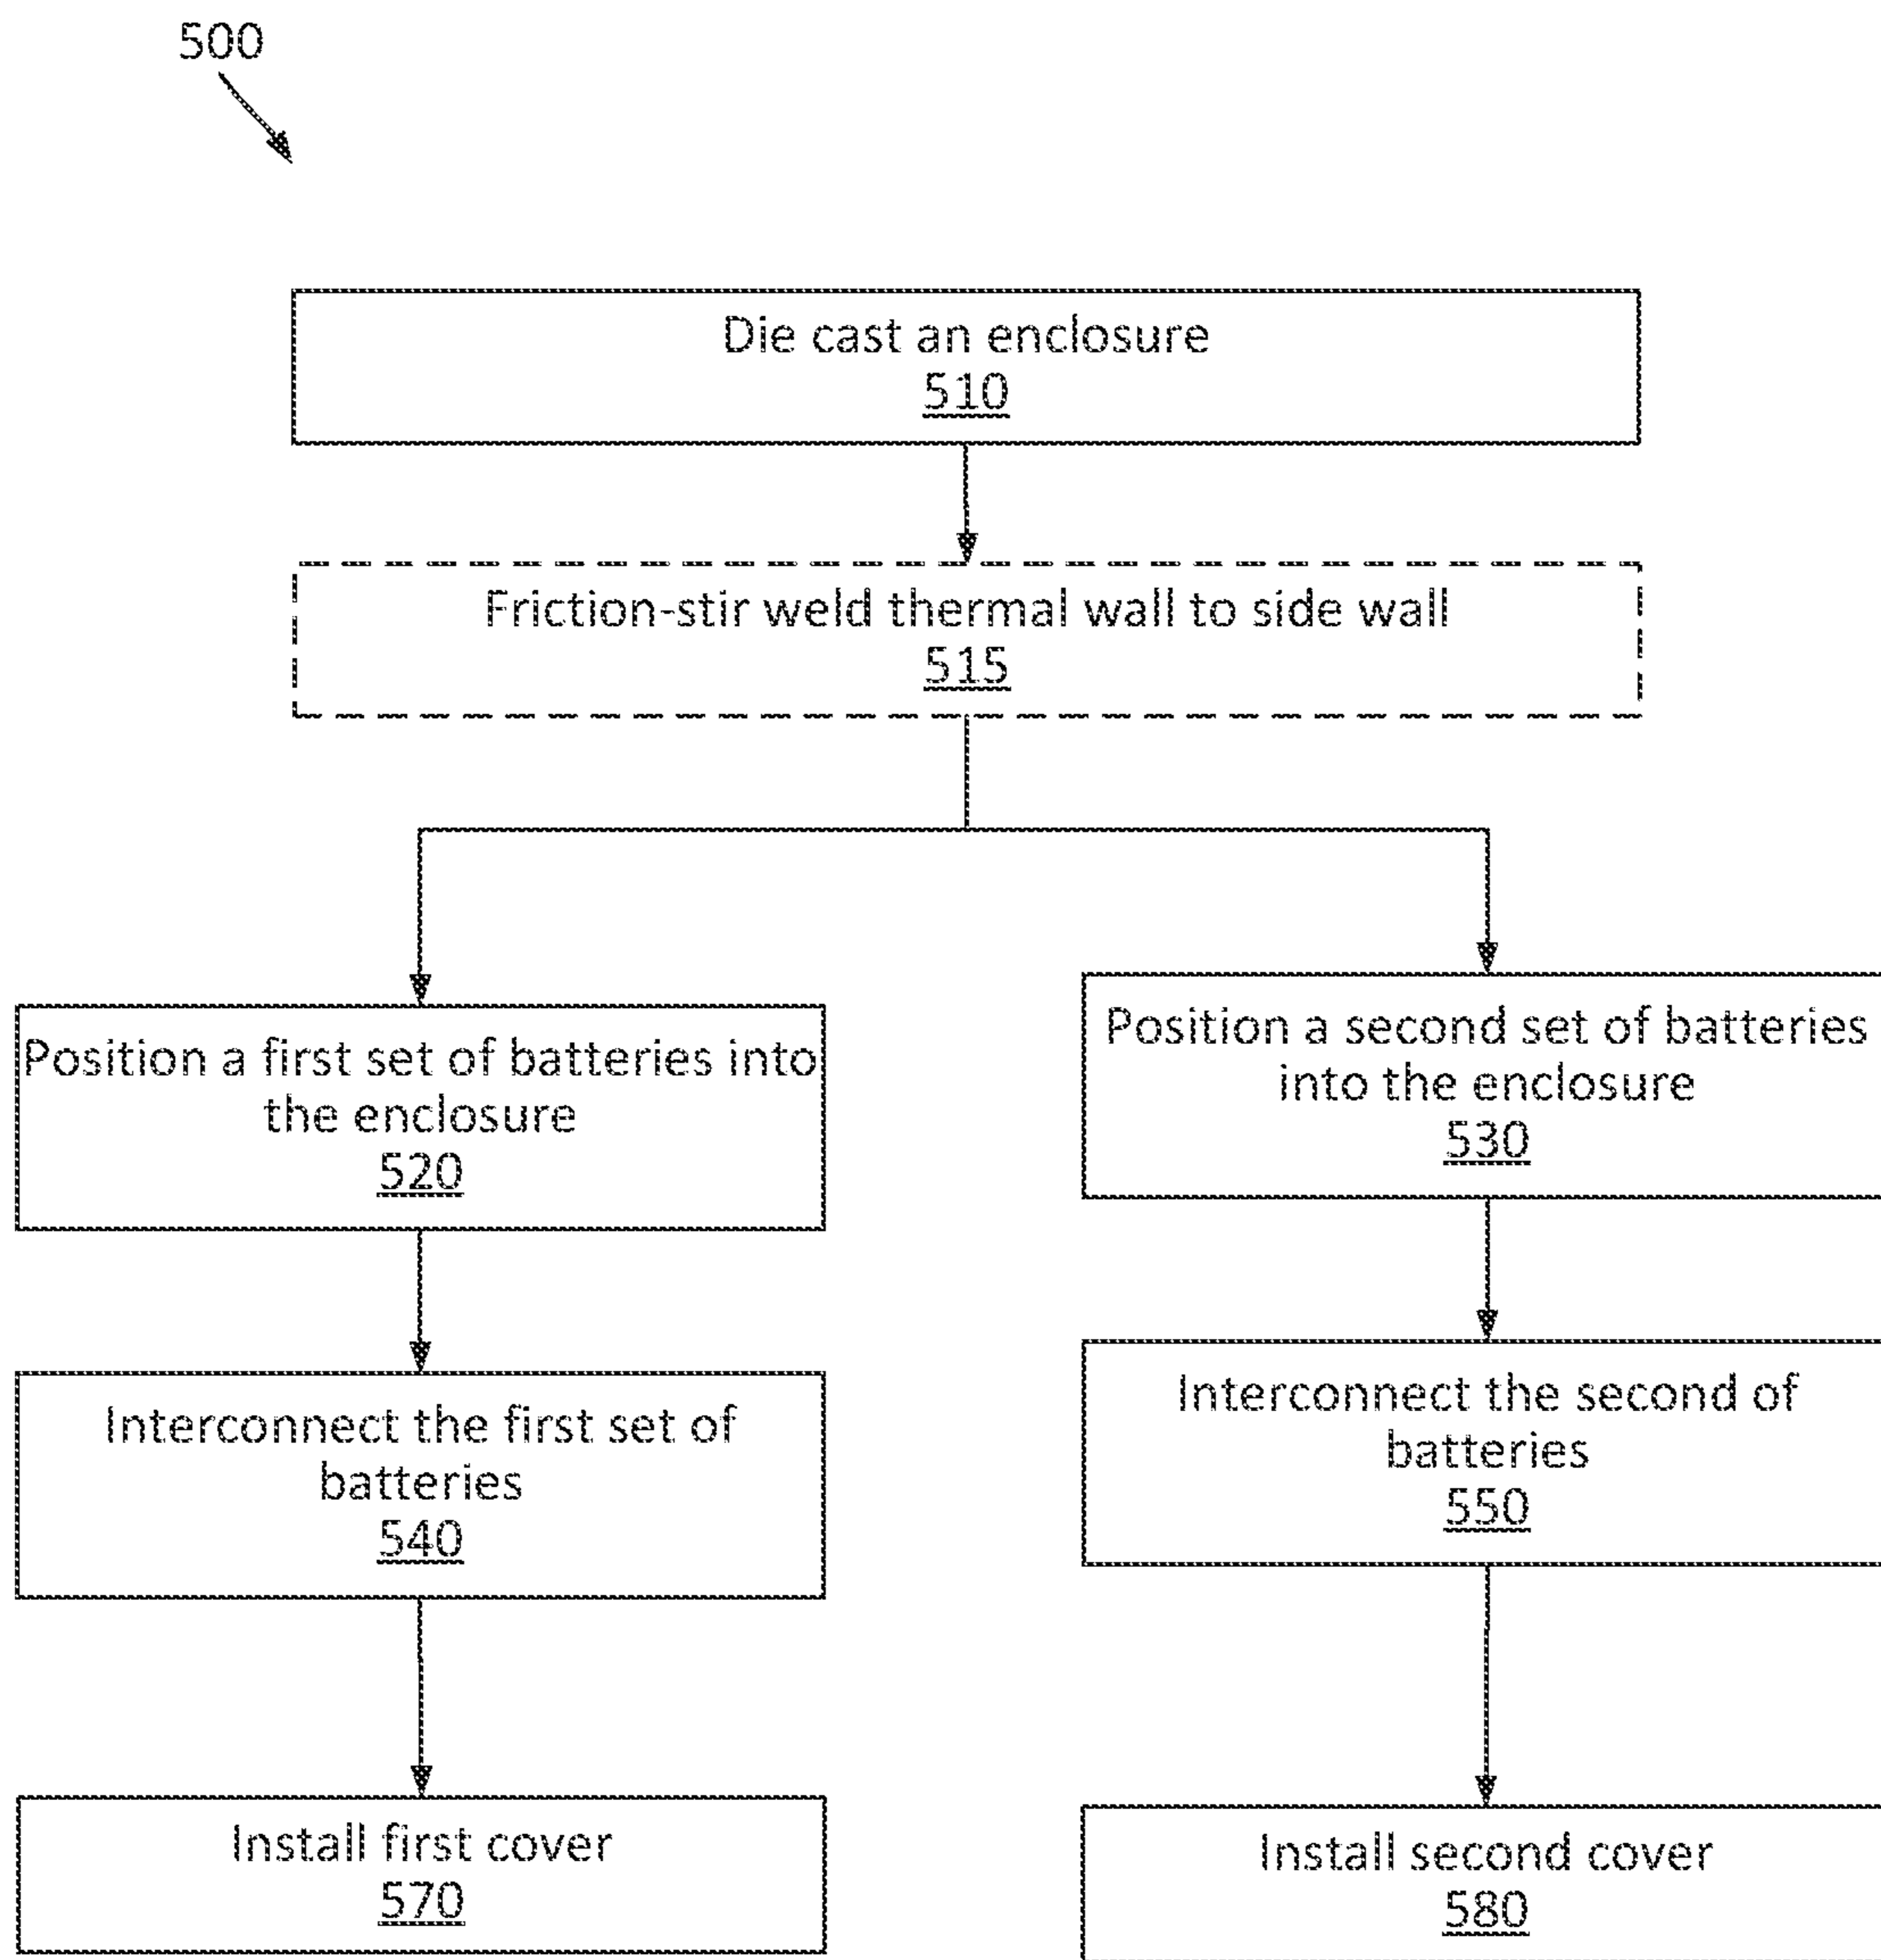 500
Die cast an enclosure
510
Friction-stir weld thermal wall to side wall
515
Position a first set of batteries into
the enclosure
520
Position a second set of batteries
into the enclosure
530
Interconnect the first set of
batteries
540
Interconnect the second of
batteries
550
Install first cover
570
Install second cover
580